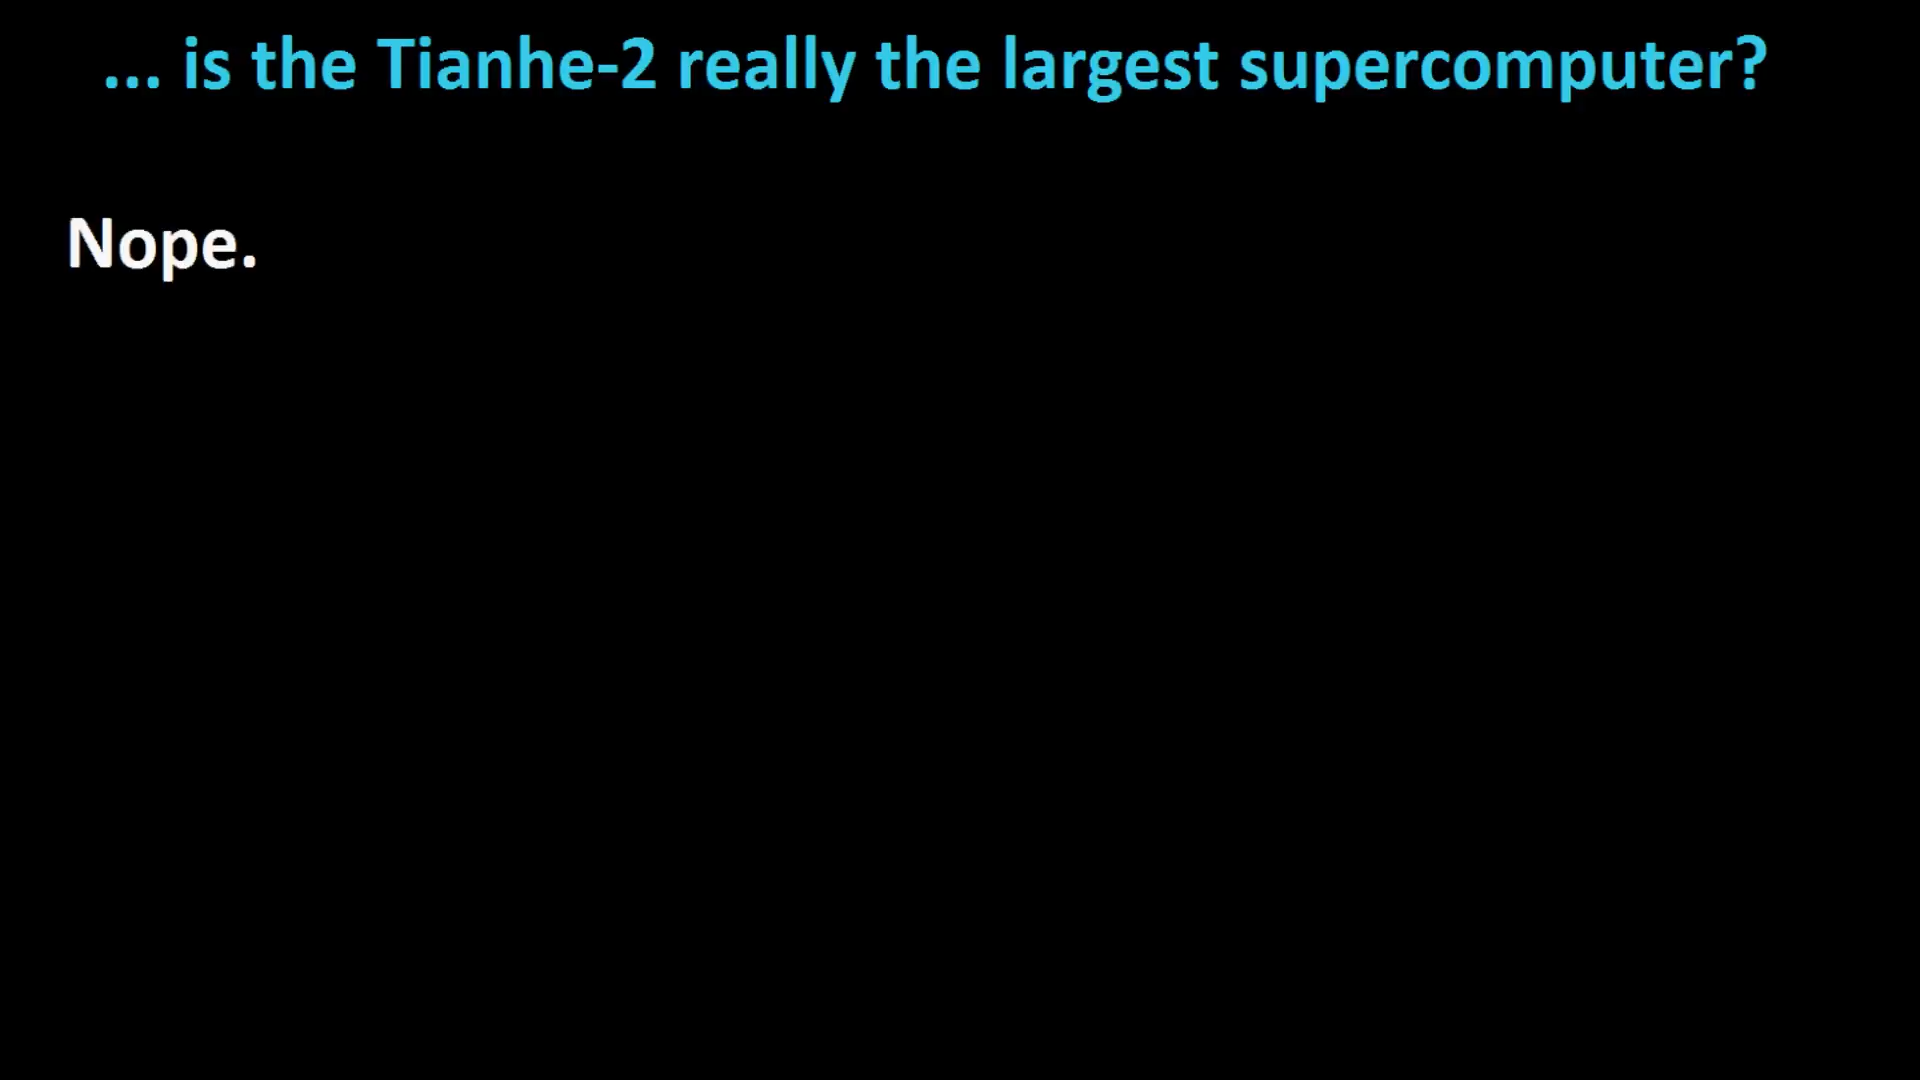 ... is the Tianhe-2 really the largest supercomputer?
Nope.